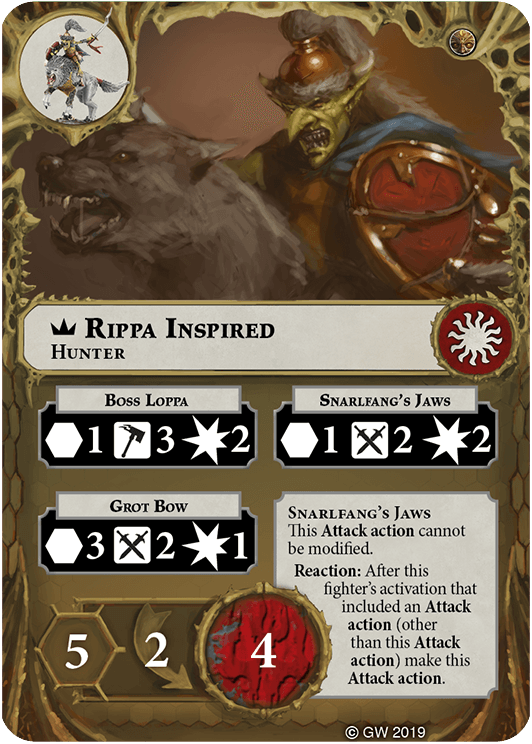 Rippa Inspired
Hunter
Boss Loppa
1 3 2
Snarlfang's Jaws
1 2 2
Grot Bow
3 2 1
Snarlfang's Jaws
This Attack action cannot
be modified.
Reaction: After this
fighter's activation that
included an Attack
action (other
than this Attack
action) make this
Attack action.
5 2 4
© GW 2019